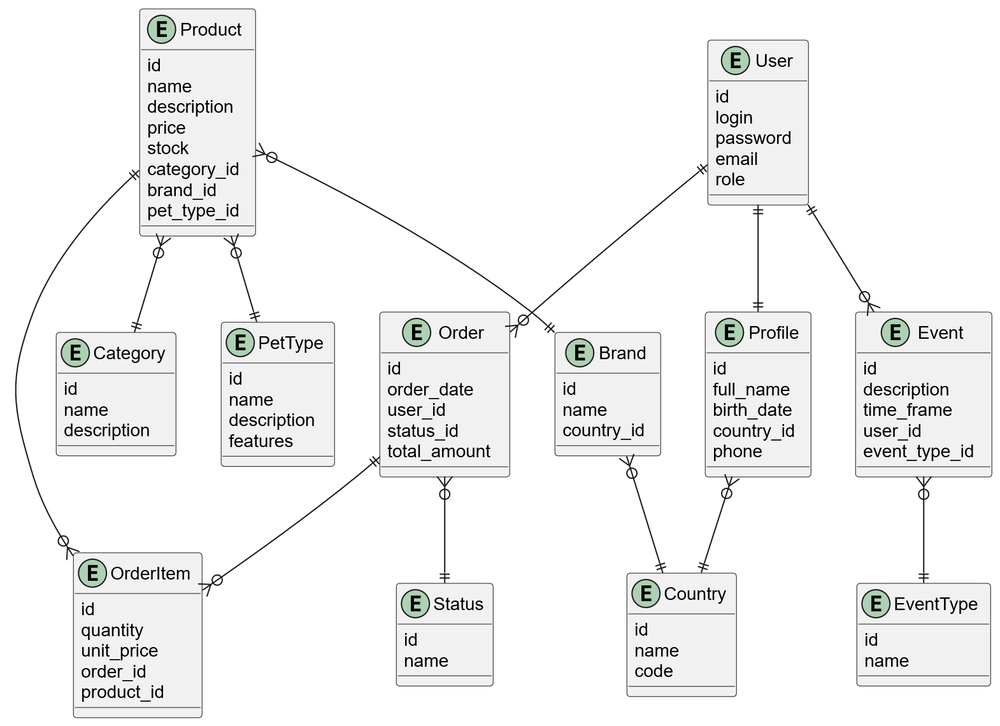 E Product
id
name
description
price
stock
category_id
brand_id
pet_type_id
E User
id
login
password
email
role
E Category
id
name
description
E PetType
id
name
description
features
E Order
id
order_date
user_id
status_id
total_amount
E Brand
id
name
country_id
E Profile
id
full_name
birth_date
country_id
phone
E Event
id
description
time_frame
user_id
event_type_id
E OrderItem
id
quantity
unit_price
order_id
product_id
E Status
id
name
E Country
id
name
code
E EventType
id
name